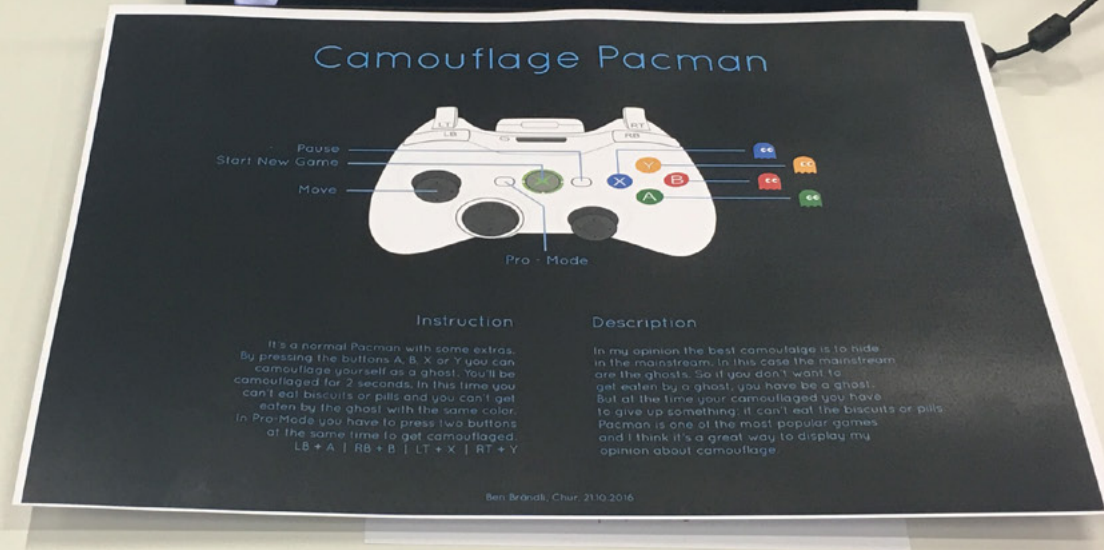 Camouflage Pacman
LT
RT
LB
RB
Pause
Start New Game
Move
Y
X
B
A
X
Pro - Mode
Instruction
It's a normal Pacman with some extras.
By pressing the buttons A, B, X or Y you can
camouflage yourself as a ghost. You'll be
camouflaged for 2 seconds. In this time you
can't eat biscuits or pills and you can't get
eaten by the ghost with the same color.
In Pro-Mode you have to press two buttons
at the same time to get camouflaged.
LB + A | RB + B | LT + X | RT + Y
Description
In my opinion the best camoufalge is to hide
in the mainstream. In this case the mainstream
are the ghosts. So if you don't want to
get eaten by a ghost, you have be a ghost.
But at the time your camouflaged you have
to give up something: it can't eat the biscuits or pills.
Pacman is one of the most popular games
and I think it's a great way to display my
opinion about camouflage.
Ben Brändli, Chur, 21.10.2016